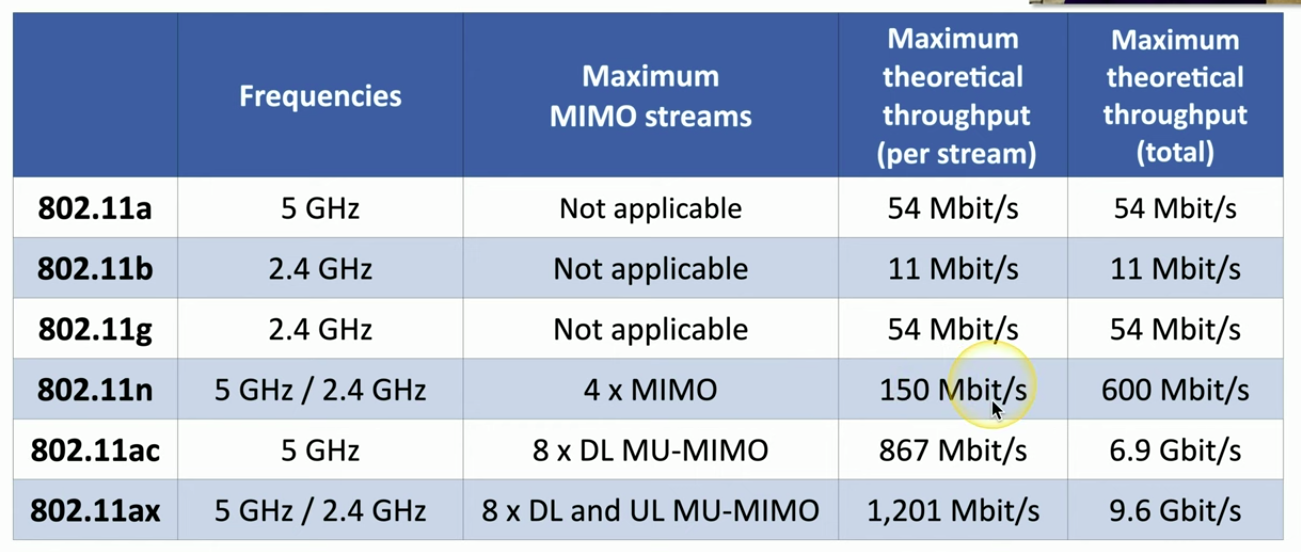 Frequencies
Maximum
MIMO streams
Maximum
theoretical
throughput
(per stream)
Maximum
theoretical
throughput
(total)
802.11a 5 GHz Not applicable 54 Mbit/s 54 Mbit/s
802.11b 2.4 GHz Not applicable 11 Mbit/s 11 Mbit/s
802.11g 2.4 GHz Not applicable 54 Mbit/s 54 Mbit/s
802.11n 5 GHz / 2.4 GHz 4 x MIMO 150 Mbit/s 600 Mbit/s
802.11ac 5 GHz 8 x DL MU-MIMO 867 Mbit/s 6.9 Gbit/s
802.11ax 5 GHz / 2.4 GHz 8 x DL and UL MU-MIMO 1,201 Mbit/s 9.6 Gbit/s